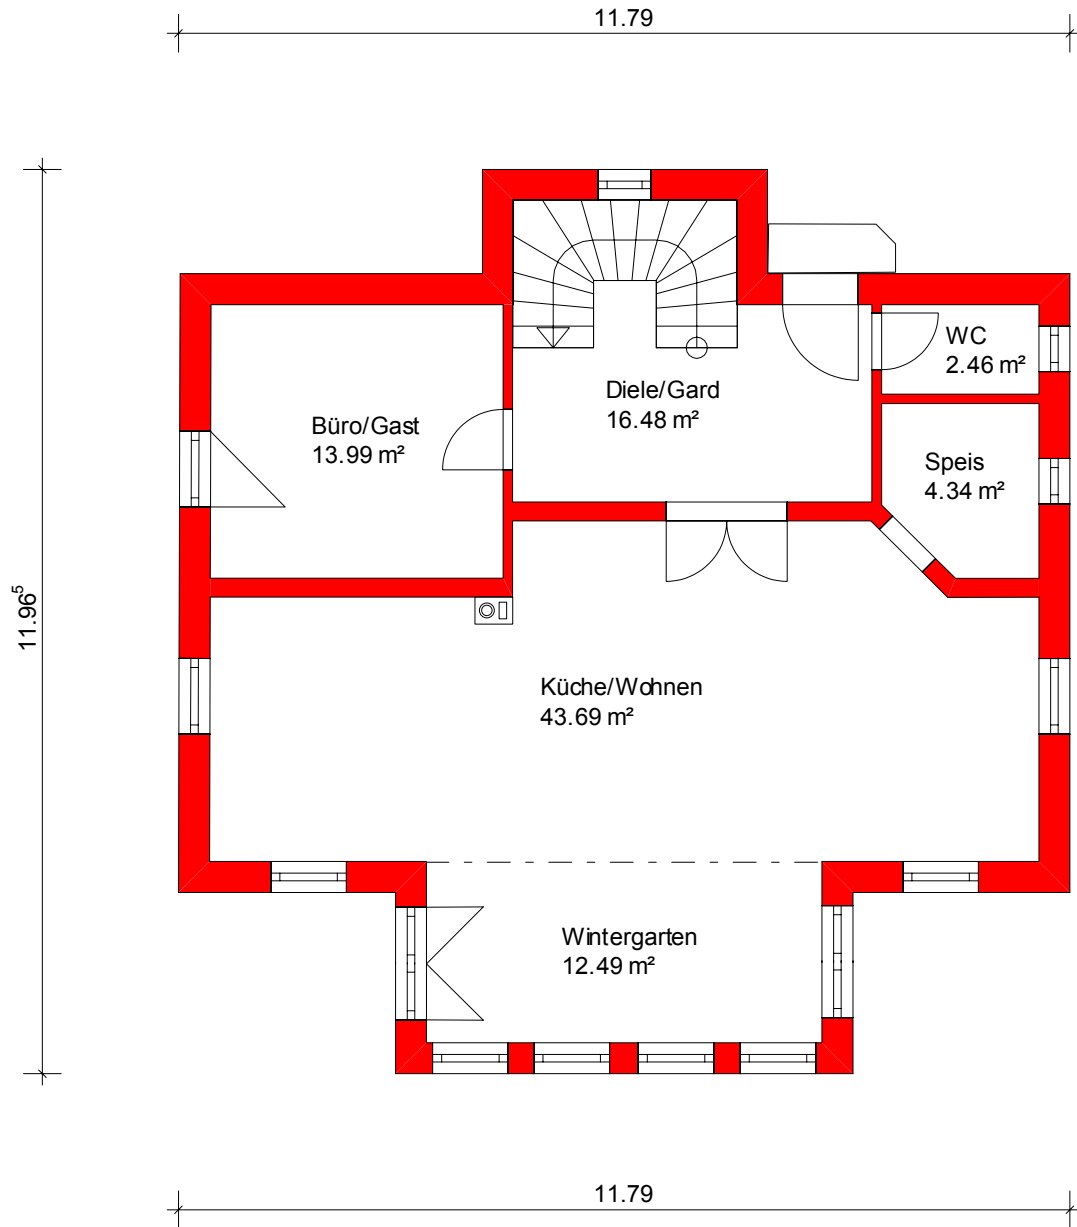 11.79
WC
2.46 m²
Diele/Gard
16.48 m²
Büro/Gast
13.99 m²
Speis
4.34 m²
11.96⁵
Küche/Wohnen
43.69 m²
Wintergarten
12.49 m²
11.79